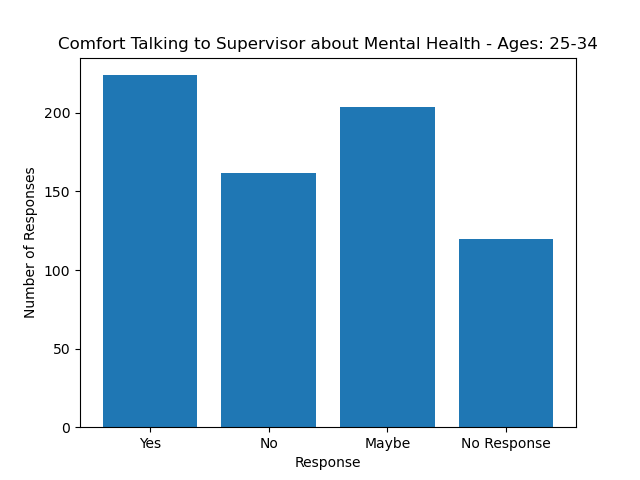 Comfort Talking to Supervisor about Mental Health - Ages: 25-34
200
150
100
50
0
Number of Responses
Yes
No
Maybe
No Response
Response